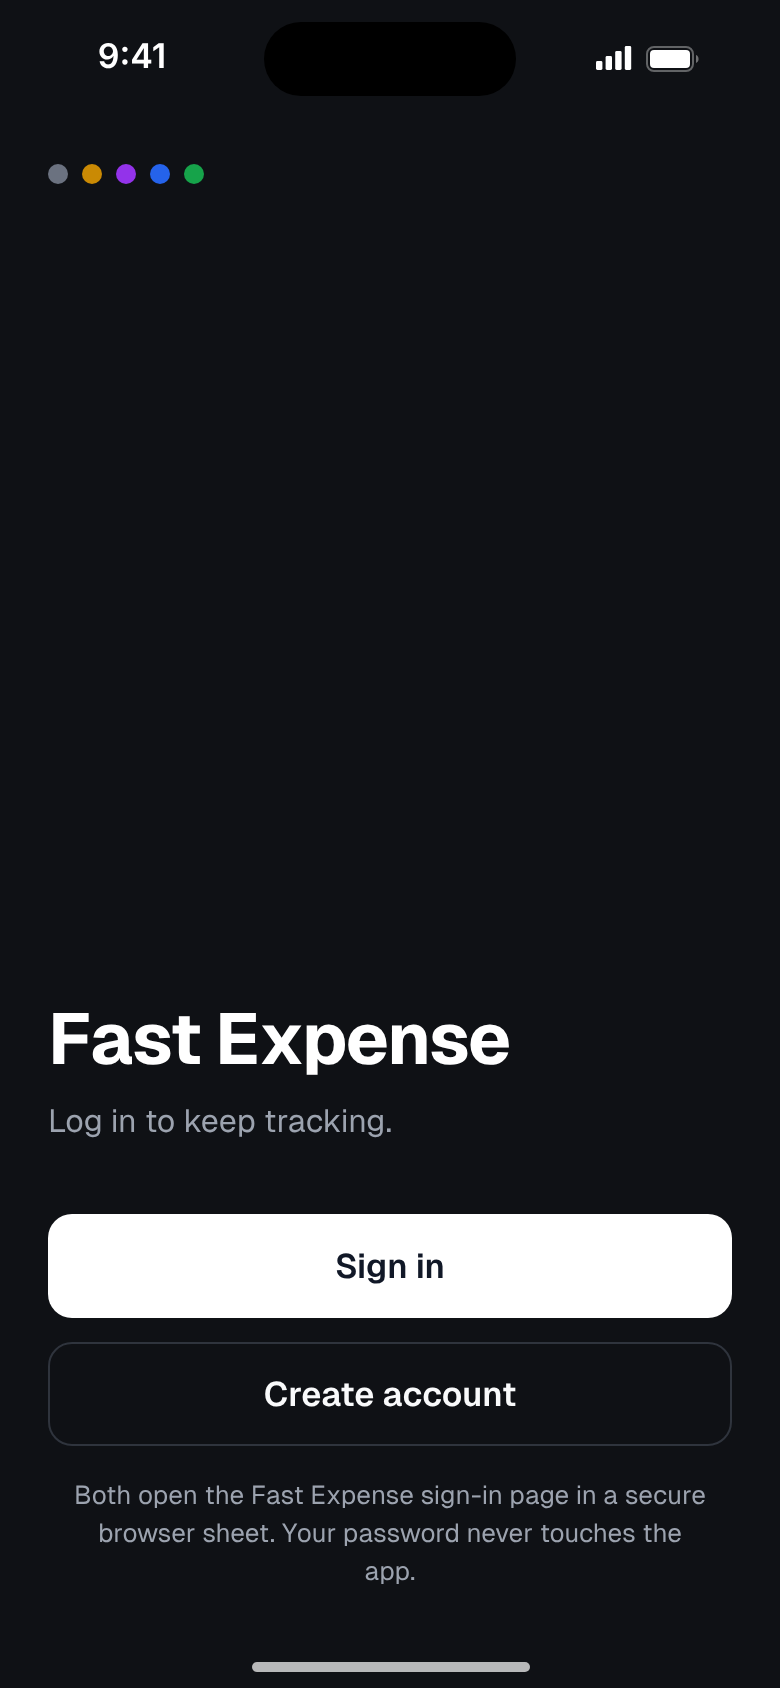 9:41
Fast Expense
Log in to keep tracking.
Sign in
Create account
Both open the Fast Expense sign-in page in a secure
browser sheet. Your password never touches the
app.